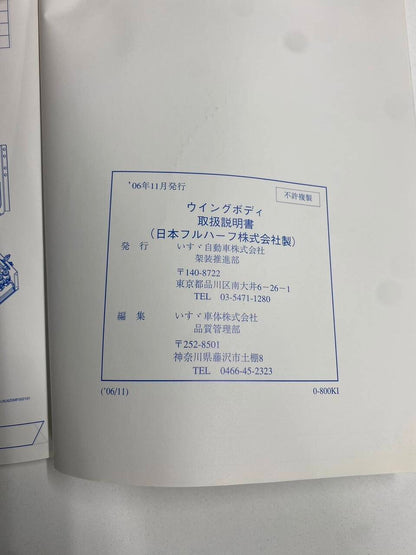 '06年11月発行
不許複製
ウイングボディ
取扱説明書
(日本フルハーフ株式会社製)
発行 いすゞ自動車株式会社
架装推進部
〒140-8722
東京都品川区南大井6-26-1
TEL 03-5471-1280
編集 いすゞ車体株式会社
品質管理部
〒252-8501
神奈川県藤沢市土棚8
TEL 0466-45-2323
('06/11)
0-800KI